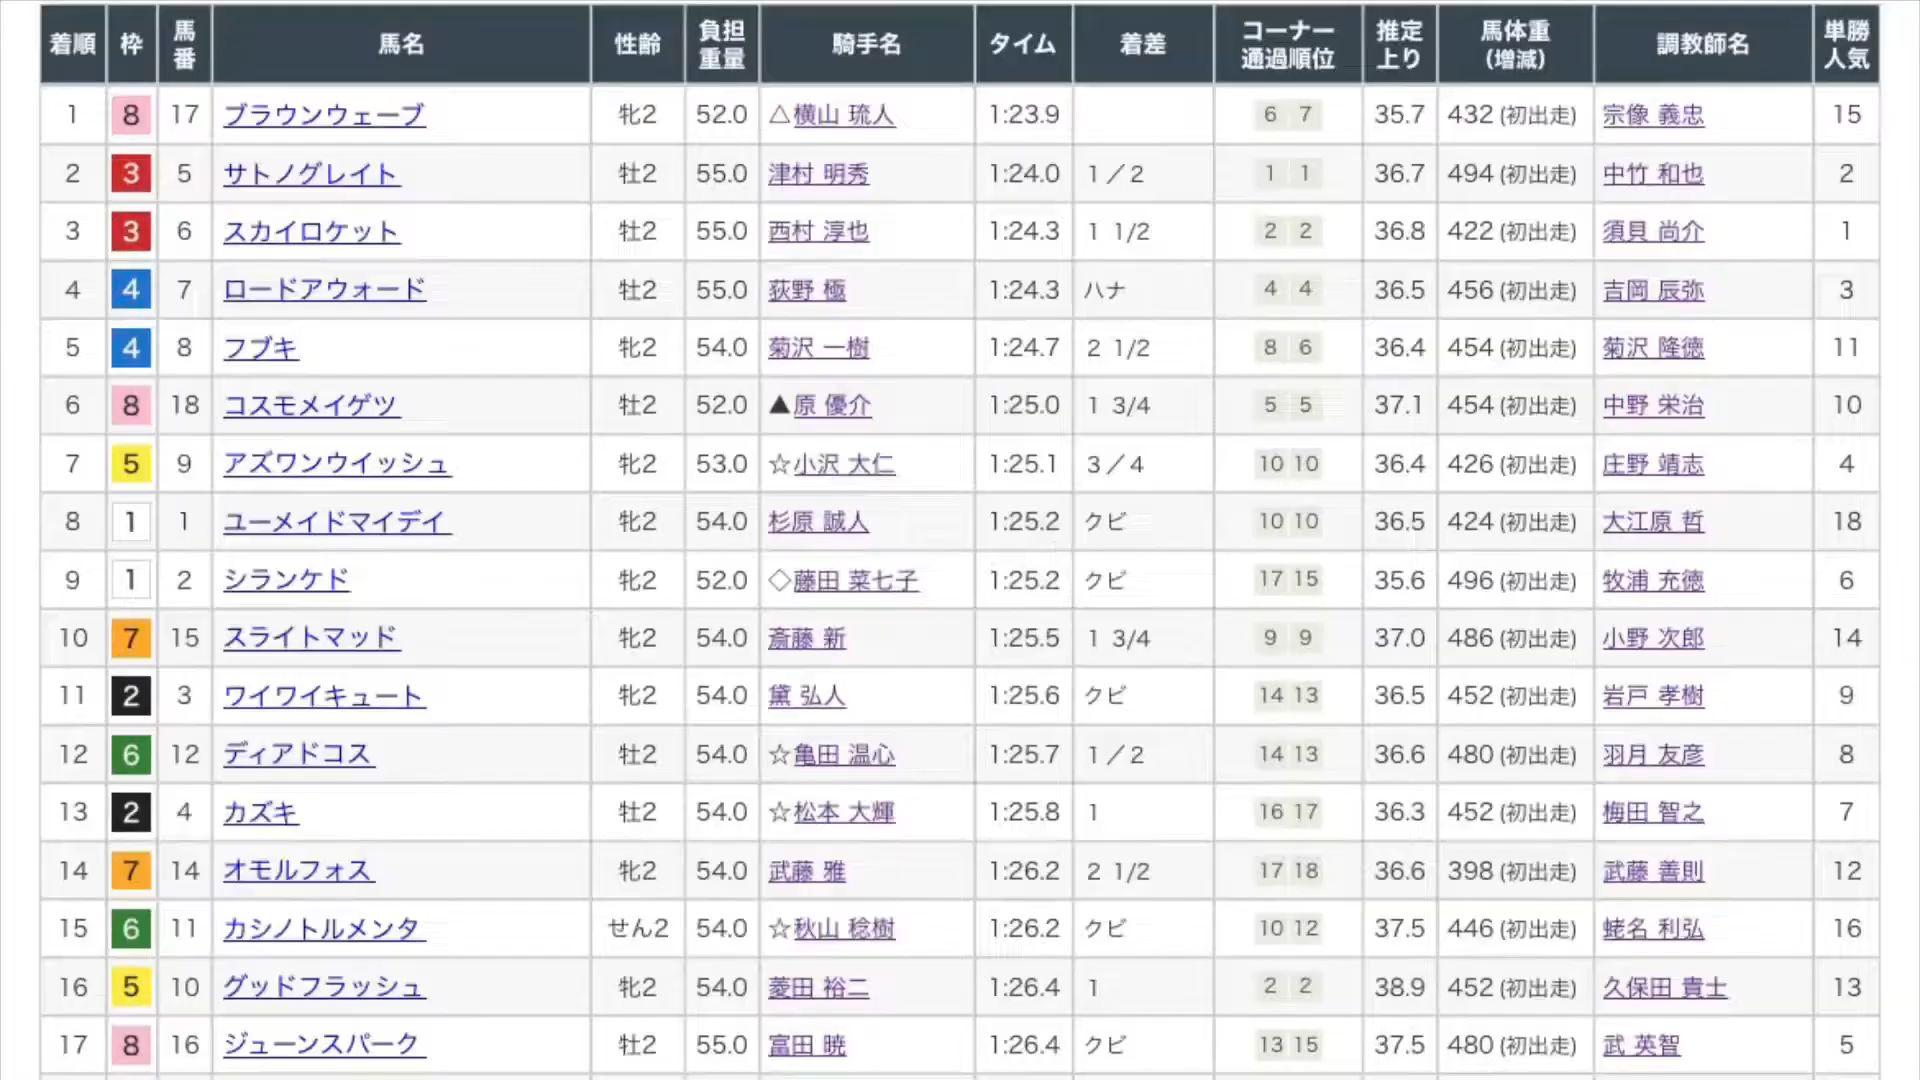 着順 枠 馬番 馬名 性齢 負担重量 騎手名 タイム 着差 コーナー通過順位 推定上り 馬体重(増減) 調教師名 単勝人気
1 8 17 ブラウンウェーブ 牝2 52.0 △横山 琉人 1:23.9 6 7 35.7 432 (初出走) 宗像 義忠 15
2 3 5 サトノグレイト 牡2 55.0 津村 明秀 1:24.0 1／2 1 1 36.7 494 (初出走) 中竹 和也 2
3 3 6 スカイロケット 牡2 55.0 西村 淳也 1:24.3 1 1/2 2 2 36.8 422 (初出走) 須貝 尚介 1
4 4 7 ロードアウォード 牡2 55.0 荻野 極 1:24.3 ハナ 4 4 36.5 456 (初出走) 吉岡 辰弥 3
5 4 8 フブキ 牝2 54.0 菊沢 一樹 1:24.7 2 1/2 8 6 36.4 454 (初出走) 菊沢 隆徳 11
6 8 18 コスモメイゲツ 牡2 52.0 ▲原 優介 1:25.0 1 3/4 5 5 37.1 454 (初出走) 中野 栄治 10
7 5 9 アズワンウイッシュ 牝2 53.0 ☆小沢 大仁 1:25.1 3／4 10 10 36.4 426 (初出走) 庄野 靖志 4
8 1 1 ユーメイドマイデイ 牝2 54.0 杉原 誠人 1:25.2 クビ 10 10 36.5 424 (初出走) 大江原 哲 18
9 1 2 シランケド 牝2 52.0 ◇藤田 菜七子 1:25.2 クビ 17 15 35.6 496 (初出走) 牧浦 充徳 6
10 7 15 スライトマッド 牝2 54.0 斎藤 新 1:25.5 1 3/4 9 9 37.0 486 (初出走) 小野 次郎 14
11 2 3 ワイワイキュート 牝2 54.0 黛 弘人 1:25.6 クビ 14 13 36.5 452 (初出走) 岩戸 孝樹 9
12 6 12 ディアドコス 牡2 54.0 ☆亀田 温心 1:25.7 1／2 14 13 36.6 480 (初出走) 羽月 友彦 8
13 2 4 カズキ 牡2 54.0 ☆松本 大輝 1:25.8 1 16 17 36.3 452 (初出走) 梅田 智之 7
14 7 14 オモルフォス 牝2 54.0 武藤 雅 1:26.2 2 1/2 17 18 36.6 398 (初出走) 武藤 善則 12
15 6 11 カシノトルメンタ せん2 54.0 ☆秋山 稔樹 1:26.2 クビ 10 12 37.5 446 (初出走) 蛯名 利弘 16
16 5 10 グッドフラッシュ 牝2 54.0 菱田 裕二 1:26.4 1 2 2 38.9 452 (初出走) 久保田 貴士 13
17 8 16 ジューンスパーク 牡2 55.0 富田 暁 1:26.4 クビ 13 15 37.5 480 (初出走) 武 英智 5